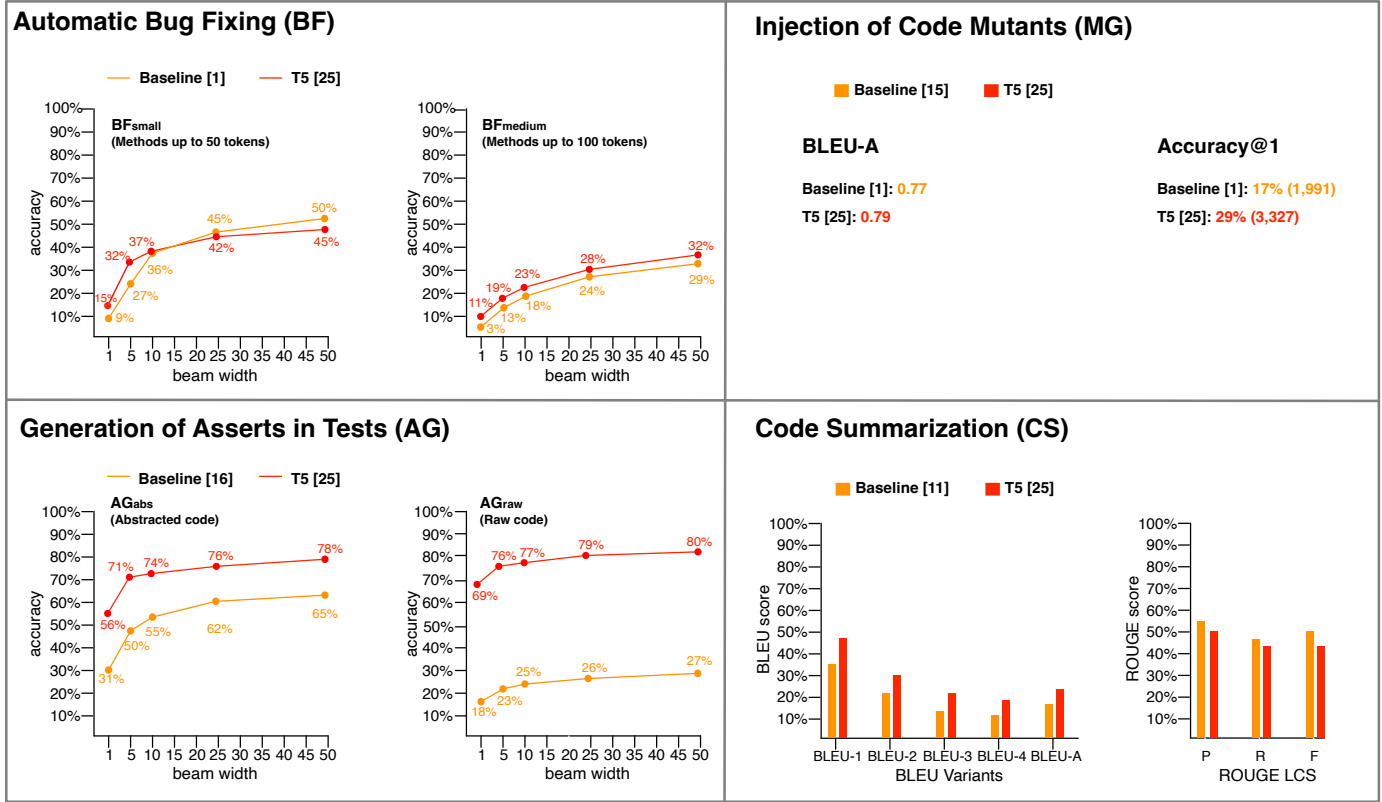 Automatic Bug Fixing (BF)
Baseline [1]
T5 [25]
BFsmall
(Methods up to 50 tokens)
100%
90%
80%
70%
60%
50%
40%
30%
20%
10%
accuracy
15%
32%
37%
42%
45%
9%
27%
36%
45%
50%
1 5 10 15 20 25 30 35 40 45 50
beam width
BFmedium
(Methods up to 100 tokens)
100%
90%
80%
70%
60%
50%
40%
30%
20%
10%
accuracy
11%
19%
23%
28%
32%
3%
13%
18%
24%
29%
1 5 10 15 20 25 30 35 40 45 50
beam width
Injection of Code Mutants (MG)
Baseline [15]
T5 [25]
BLEU-A
Baseline [1]: 0.77
T5 [25]: 0.79
Accuracy@1
Baseline [1]: 17% (1,991)
T5 [25]: 29% (3,327)
Generation of Asserts in Tests (AG)
Baseline [16]
T5 [25]
AGabs
(Abstracted code)
100%
90%
80%
70%
60%
50%
40%
30%
20%
10%
accuracy
56%
71%
74%
76%
78%
31%
50%
55%
62%
65%
1 5 10 15 20 25 30 35 40 45 50
beam width
AGraw
(Raw code)
100%
90%
80%
70%
60%
50%
40%
30%
20%
10%
accuracy
69%
76%
77%
79%
80%
18%
23%
25%
26%
27%
1 5 10 15 20 25 30 35 40 45 50
beam width
Code Summarization (CS)
Baseline [11]
T5 [25]
100%
90%
80%
70%
60%
50%
40%
30%
20%
10%
BLEU score
BLEU-1 BLEU-2 BLEU-3 BLEU-4 BLEU-A
BLEU Variants
100%
90%
80%
70%
60%
50%
40%
30%
20%
10%
ROUGE score
P R F
ROUGE LCS